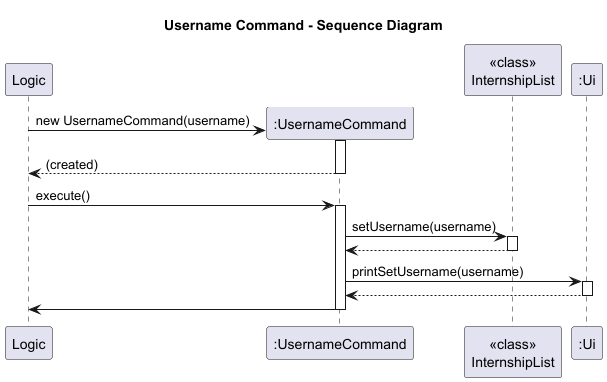 Username Command - Sequence Diagram
«class»
Logic
InternshipList
:Ui
new UsernameCommand(username)
:UsernameCommand
(created)
execute()
setUsername(username)
printSetUsername(username)
Logic
:UsernameCommand
«class»
InternshipList
:Ui